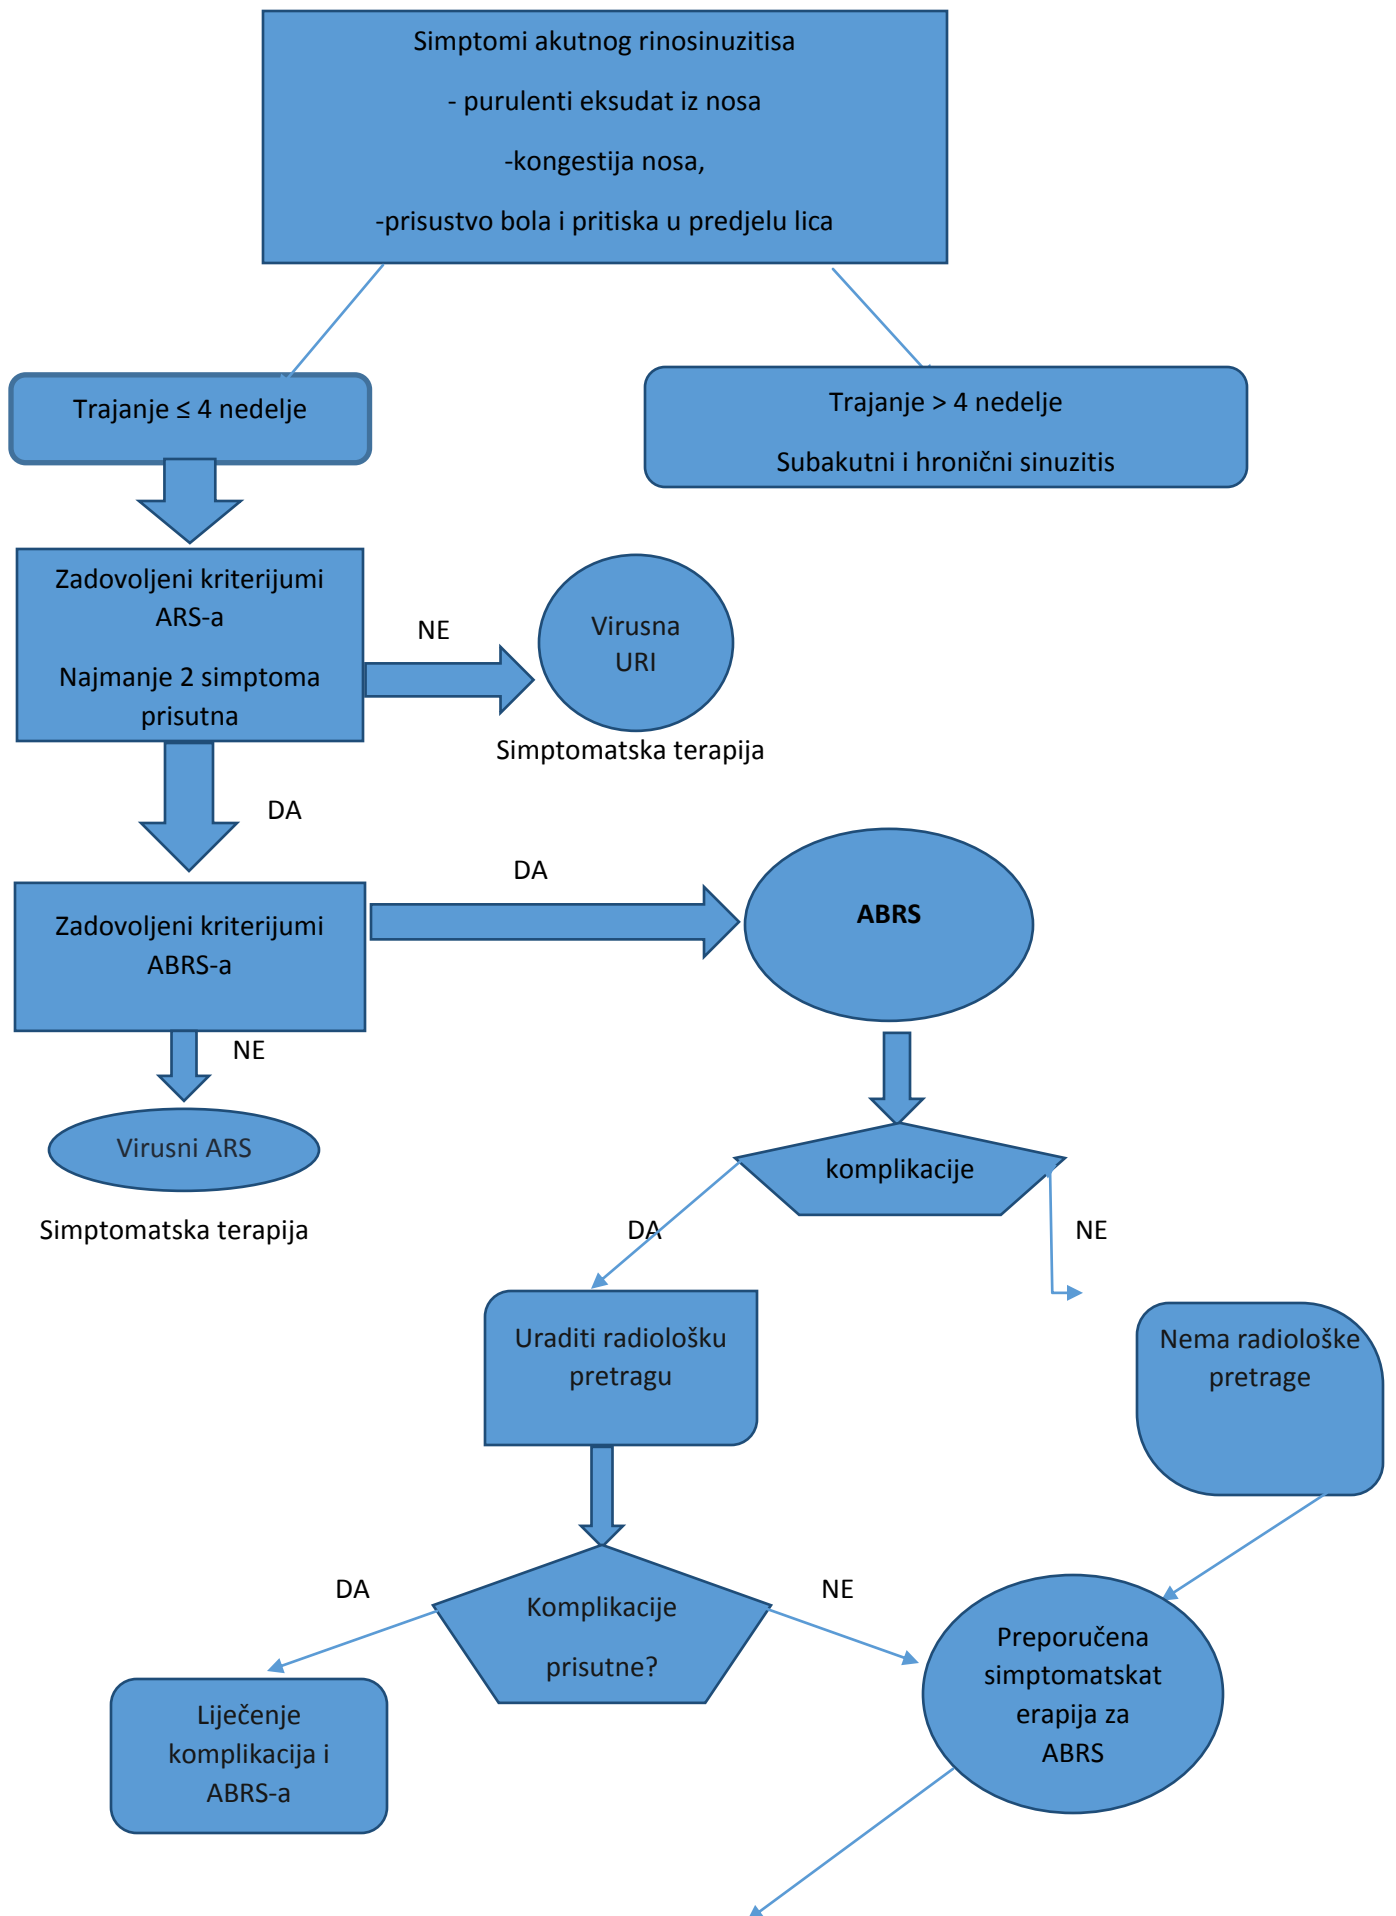 Simptomi akutnog rinosinuzitisa
- purulenti eksudat iz nosa
-kongestija nosa,
-prisustvo bola i pritiska u predjelu lica
Trajanje ≤ 4 nedelje
Trajanje > 4 nedelje
Subakutni i hronični sinuzitis
Zadovoljeni kriterijumi
ARS-a
Najmanje 2 simptoma
prisutna
NE
Virusna
URI
Simptomatska terapija
DA
Zadovoljeni kriterijumi
ABRS-a
DA
ABRS
NE
Virusni ARS
Simptomatska terapija
komplikacije
DA
NE
Uraditi radiološku
pretragu
Nema radiološke
pretrage
DA
Komplikacije
prisutne?
NE
Liječenje
komplikacija i
ABRS-a
Preporučena
simptomatskat
erapija za
ABRS